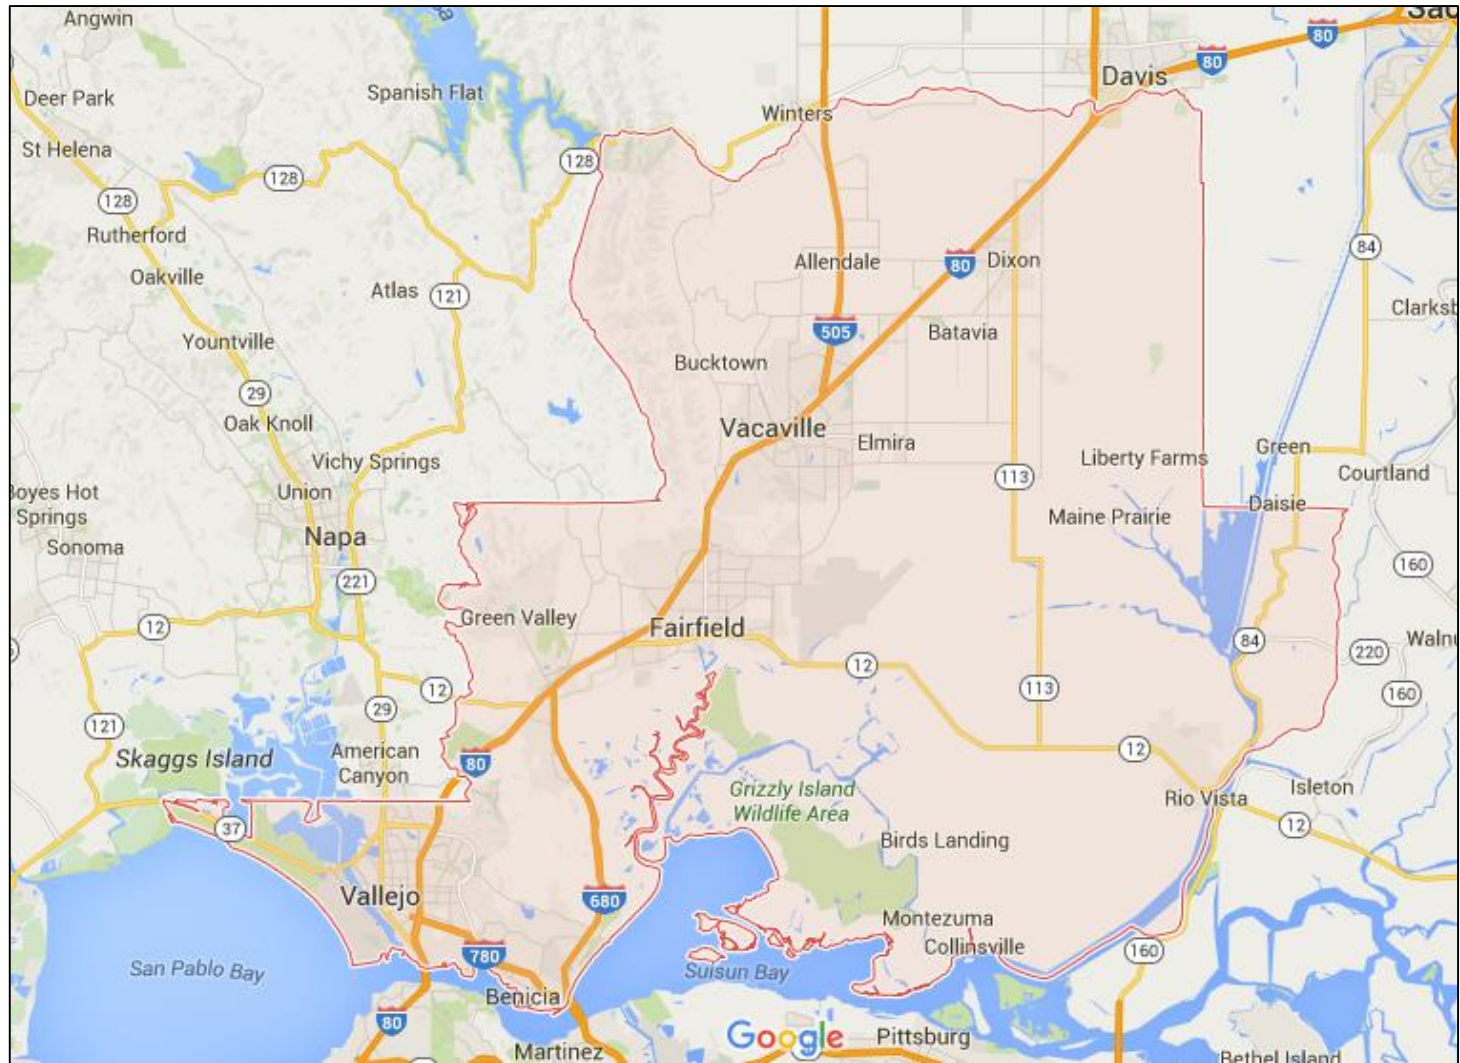 Angwin
Sac
Davis
80
80
Deer Park
Spanish Flat
Winters
St Helena
128
128
128
Rutherford
84
Oakville
Allendale
80
Dixon
Atlas
121
Clarksb
505
Batavia
Yountville
Bucktown
29
Oak Knoll
Vacaville
Elmira
Green
Vichy Springs
Liberty Farms
Courtland
113
Union
Boyes Hot
Springs
Daisie
Maine Prairie
Napa
Sonoma
160
221
Green Valley
12
Fairfield
84
Walnu
220
12
12
113
160
29
121
12
American
Canyon
Skaggs Island
80
Grizzly Island
Wildlife Area
Rio Vista
Isleton
37
12
Birds Landing
Vallejo
680
Montezuma
Collinsville
780
160
San Pablo Bay
Suisun Bay
Benicia
80
Google
Pittsburg
Martinez
Bethel Island